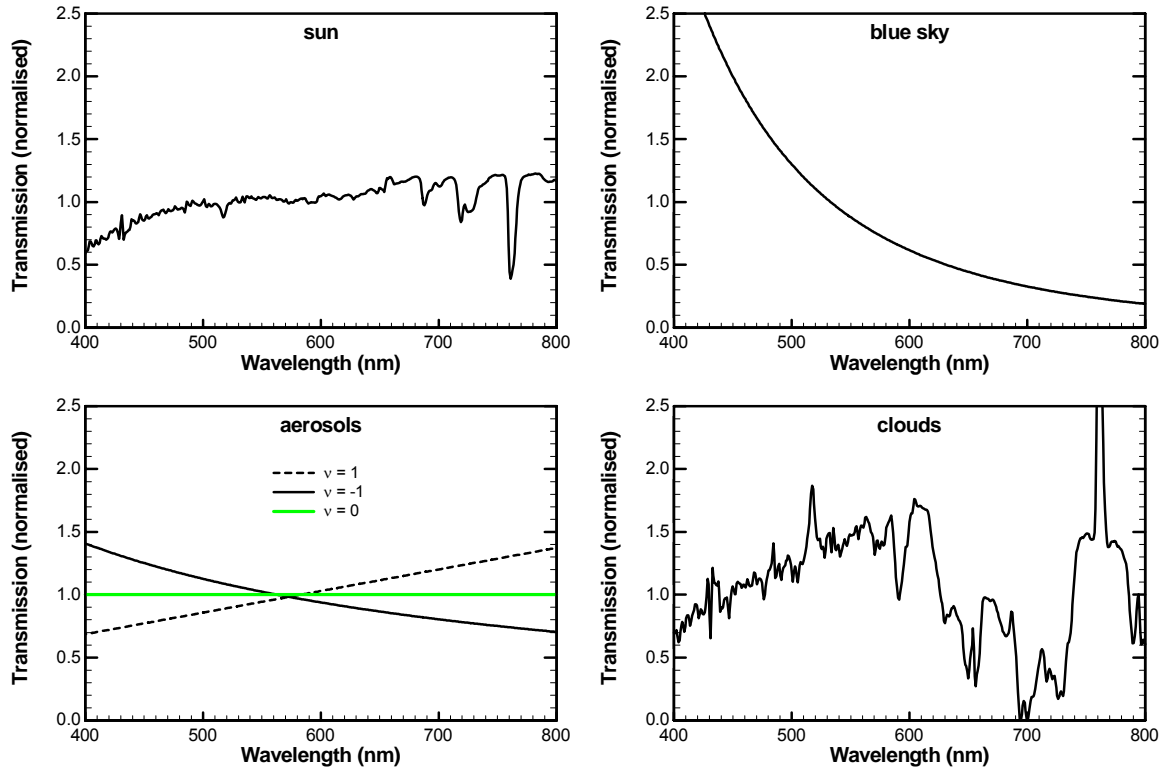 sun
Transmission (normalised)
2.5
2.0
1.5
1.0
0.5
0.0
400 500 600 700 800
Wavelength (nm)
blue sky
Transmission (normalised)
2.5
2.0
1.5
1.0
0.5
0.0
400 500 600 700 800
Wavelength (nm)
aerosols
ν = 1
ν = -1
ν = 0
Transmission (normalised)
2.5
2.0
1.5
1.0
0.5
0.0
400 500 600 700 800
Wavelength (nm)
clouds
Transmission (normalised)
2.5
2.0
1.5
1.0
0.5
0.0
400 500 600 700 800
Wavelength (nm)